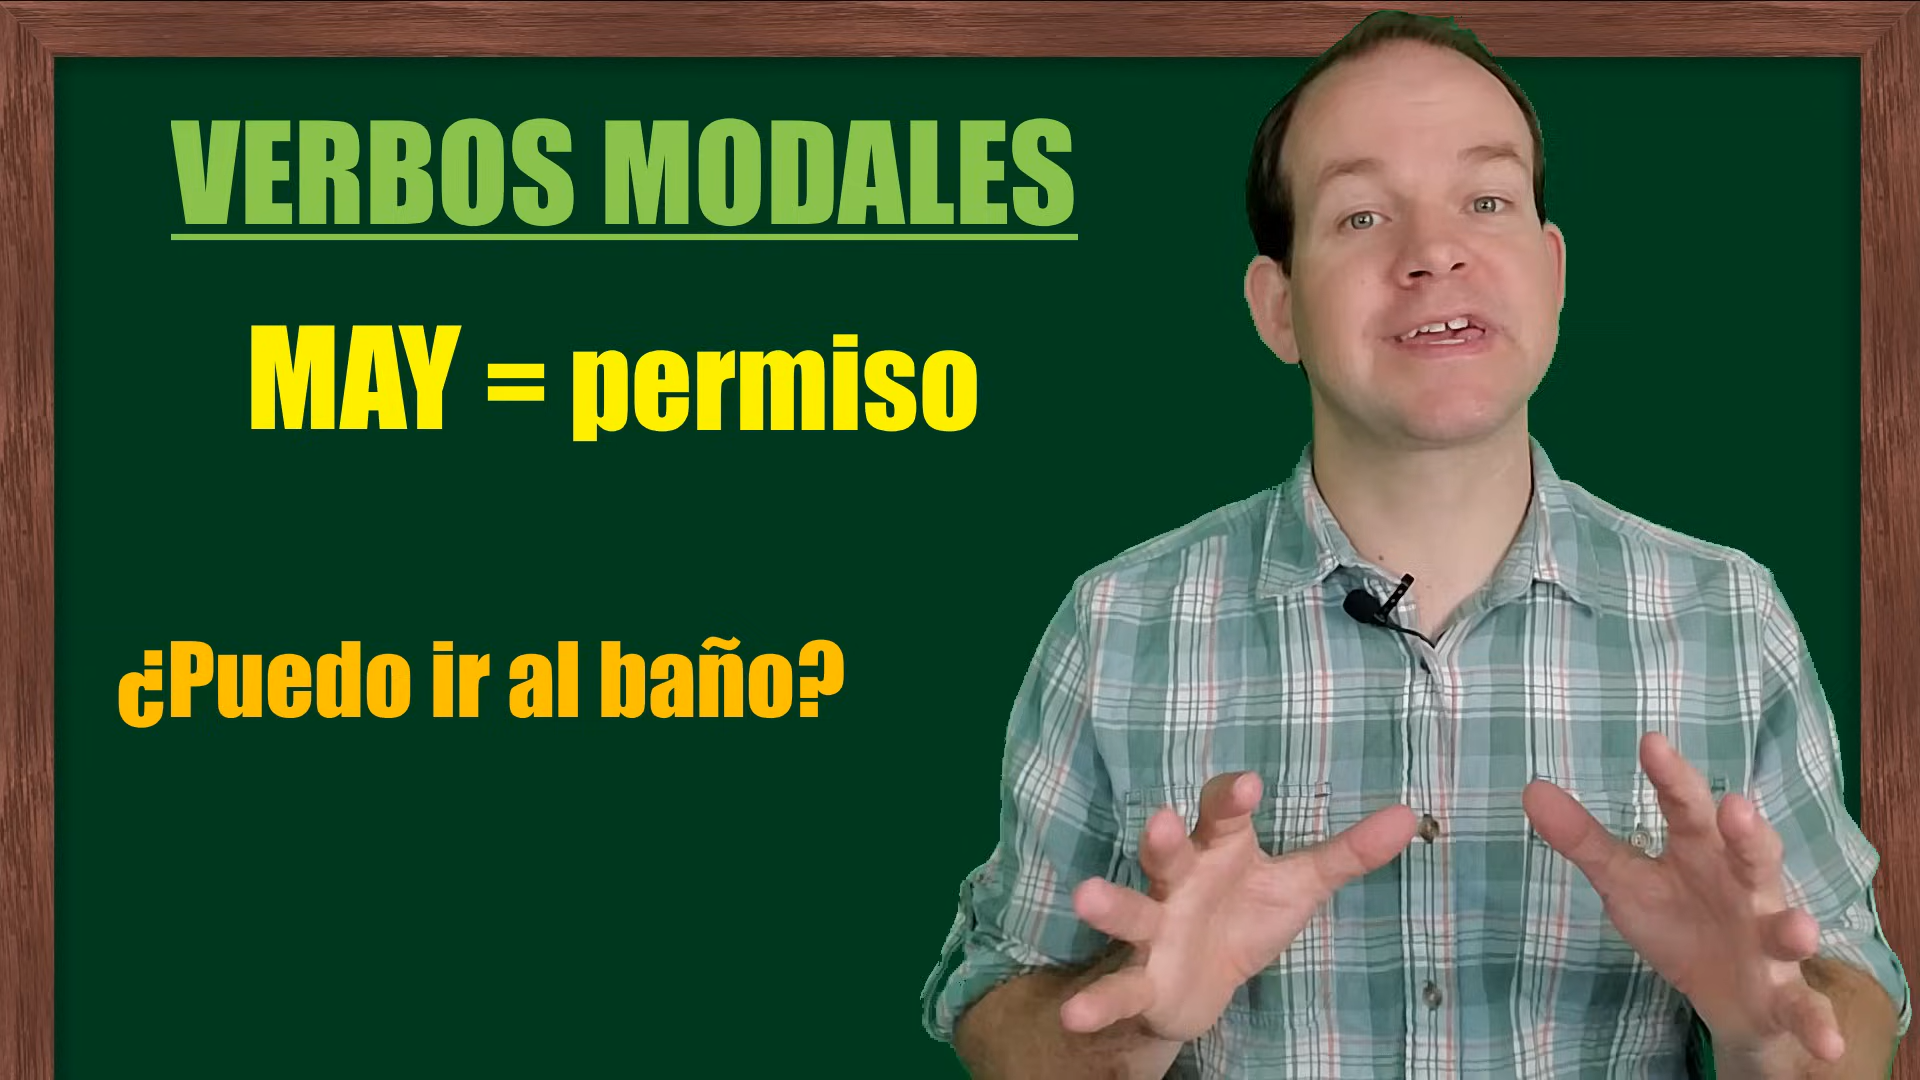 VERBOS MODALES
MAY = permiso
¿Puedo ir al baño?